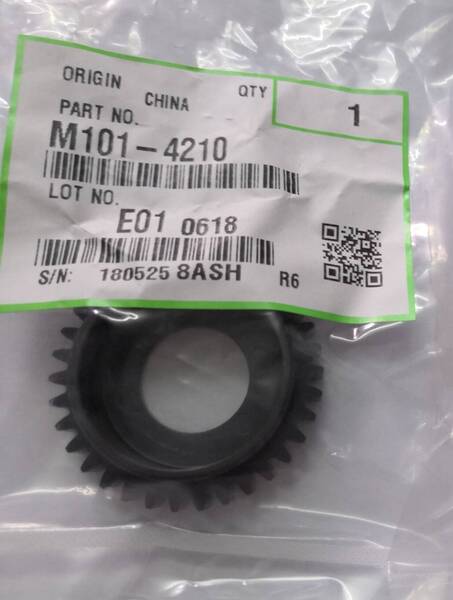 ORIGIN CHINA QTY 1
PART NO.
M101-4210
LOT NO.
E01 0618
S/N: 180525 8ASH R6